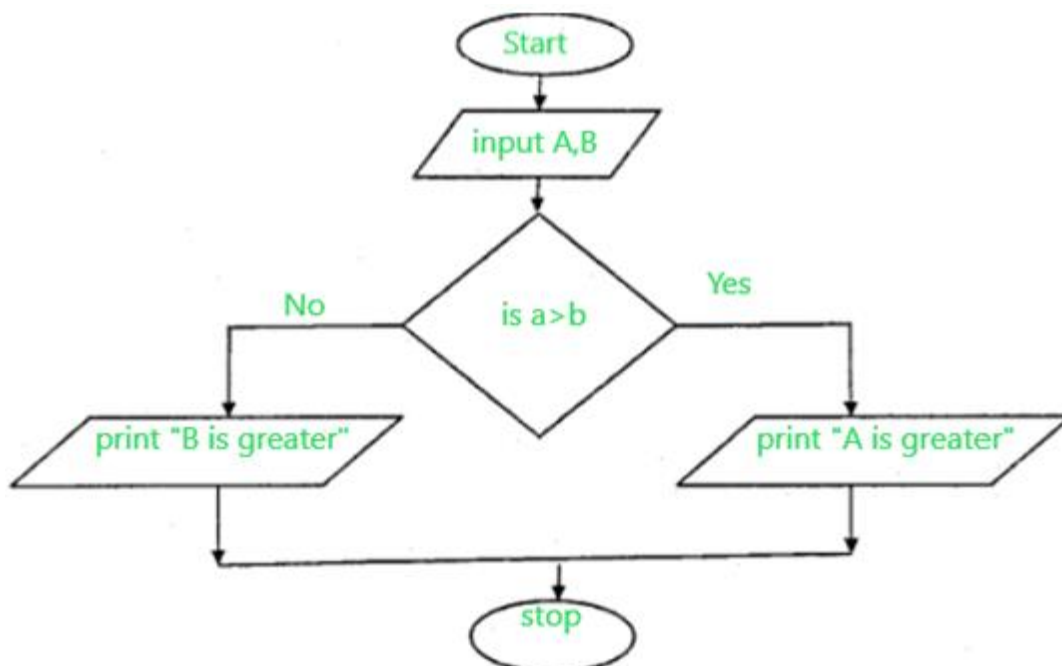 Start
input A,B
is a>b
No
Yes
print "B is greater"
print "A is greater"
stop